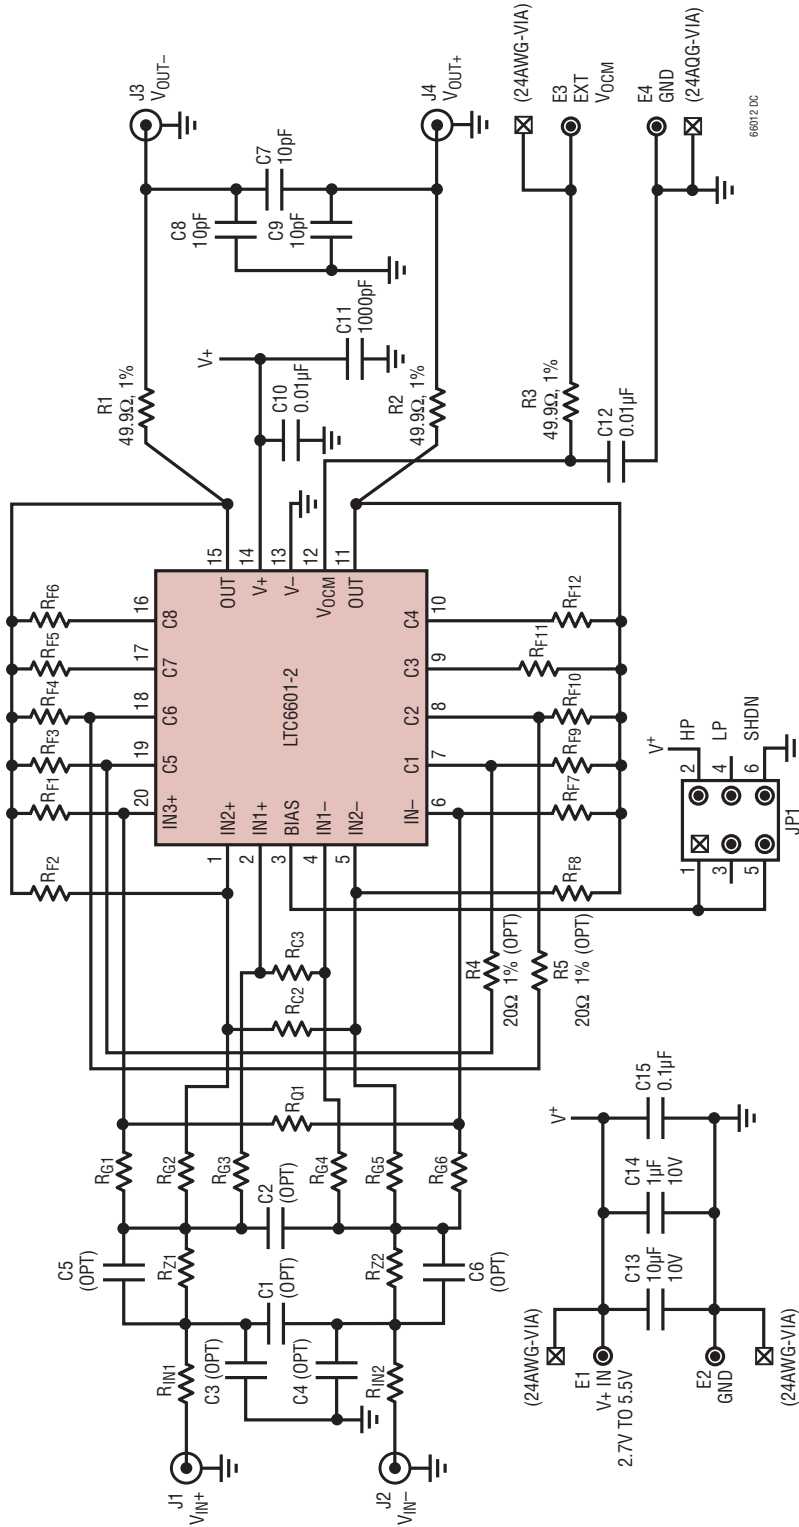 J1
VIN+
J2
VIN–
RIN1
C3 (OPT)
C4 (OPT)
RIN2
C5
(OPT)
RZ1
C1
(OPT)
RZ2
C6
(OPT)
RG1
RG2
RG3
C2
(OPT)
RG4
RG5
RG6
RQ1
RC2
RC3
R4
20Ω 1% (OPT)
R5
20Ω 1% (OPT)
RF2
RF1
RF3
RF4
RF5
RF6
20
19
18
17
16
IN3+
C5
C6
C7
C8
1
IN2+
2
IN1+
3
BIAS
4
IN1–
5
IN2–
LTC6601-2
OUT
15
V+
14
V–
13
VOCM
12
OUT
11
IN–
C1
C2
C3
C4
6
7
8
9
10
RF8
RF7
RF9
RF10
RF11
RF12
R1
49.9Ω, 1%
V+
C10
0.01µF
C11
1000pF
R2
49.9Ω, 1%
C8
10pF
C7
10pF
C9
10pF
J3
VOUT–
J4
VOUT+
R3
49.9Ω, 1%
C12
0.01µF
(24AWG-VIA)
E3
EXT
VOCM
E4
GND
(24AQG-VIA)
(24AWG-VIA)
E1
V+ IN
2.7V TO 5.5V
E2
GND
(24AWG-VIA)
C13
10µF
10V
C14
1µF
10V
C15
0.1µF
V+
V+
1
2
HP
3
4
LP
5
6
SHDN
JP1
66012 DC